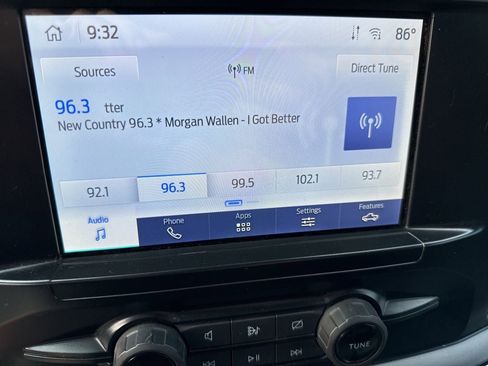 9:32 86°
Sources FM Direct Tune
96.3 tter
New Country 96.3 * Morgan Wallen - I Got Better
92.1 96.3 99.5 102.1 93.7
Audio Phone Apps Settings Features
TUNE